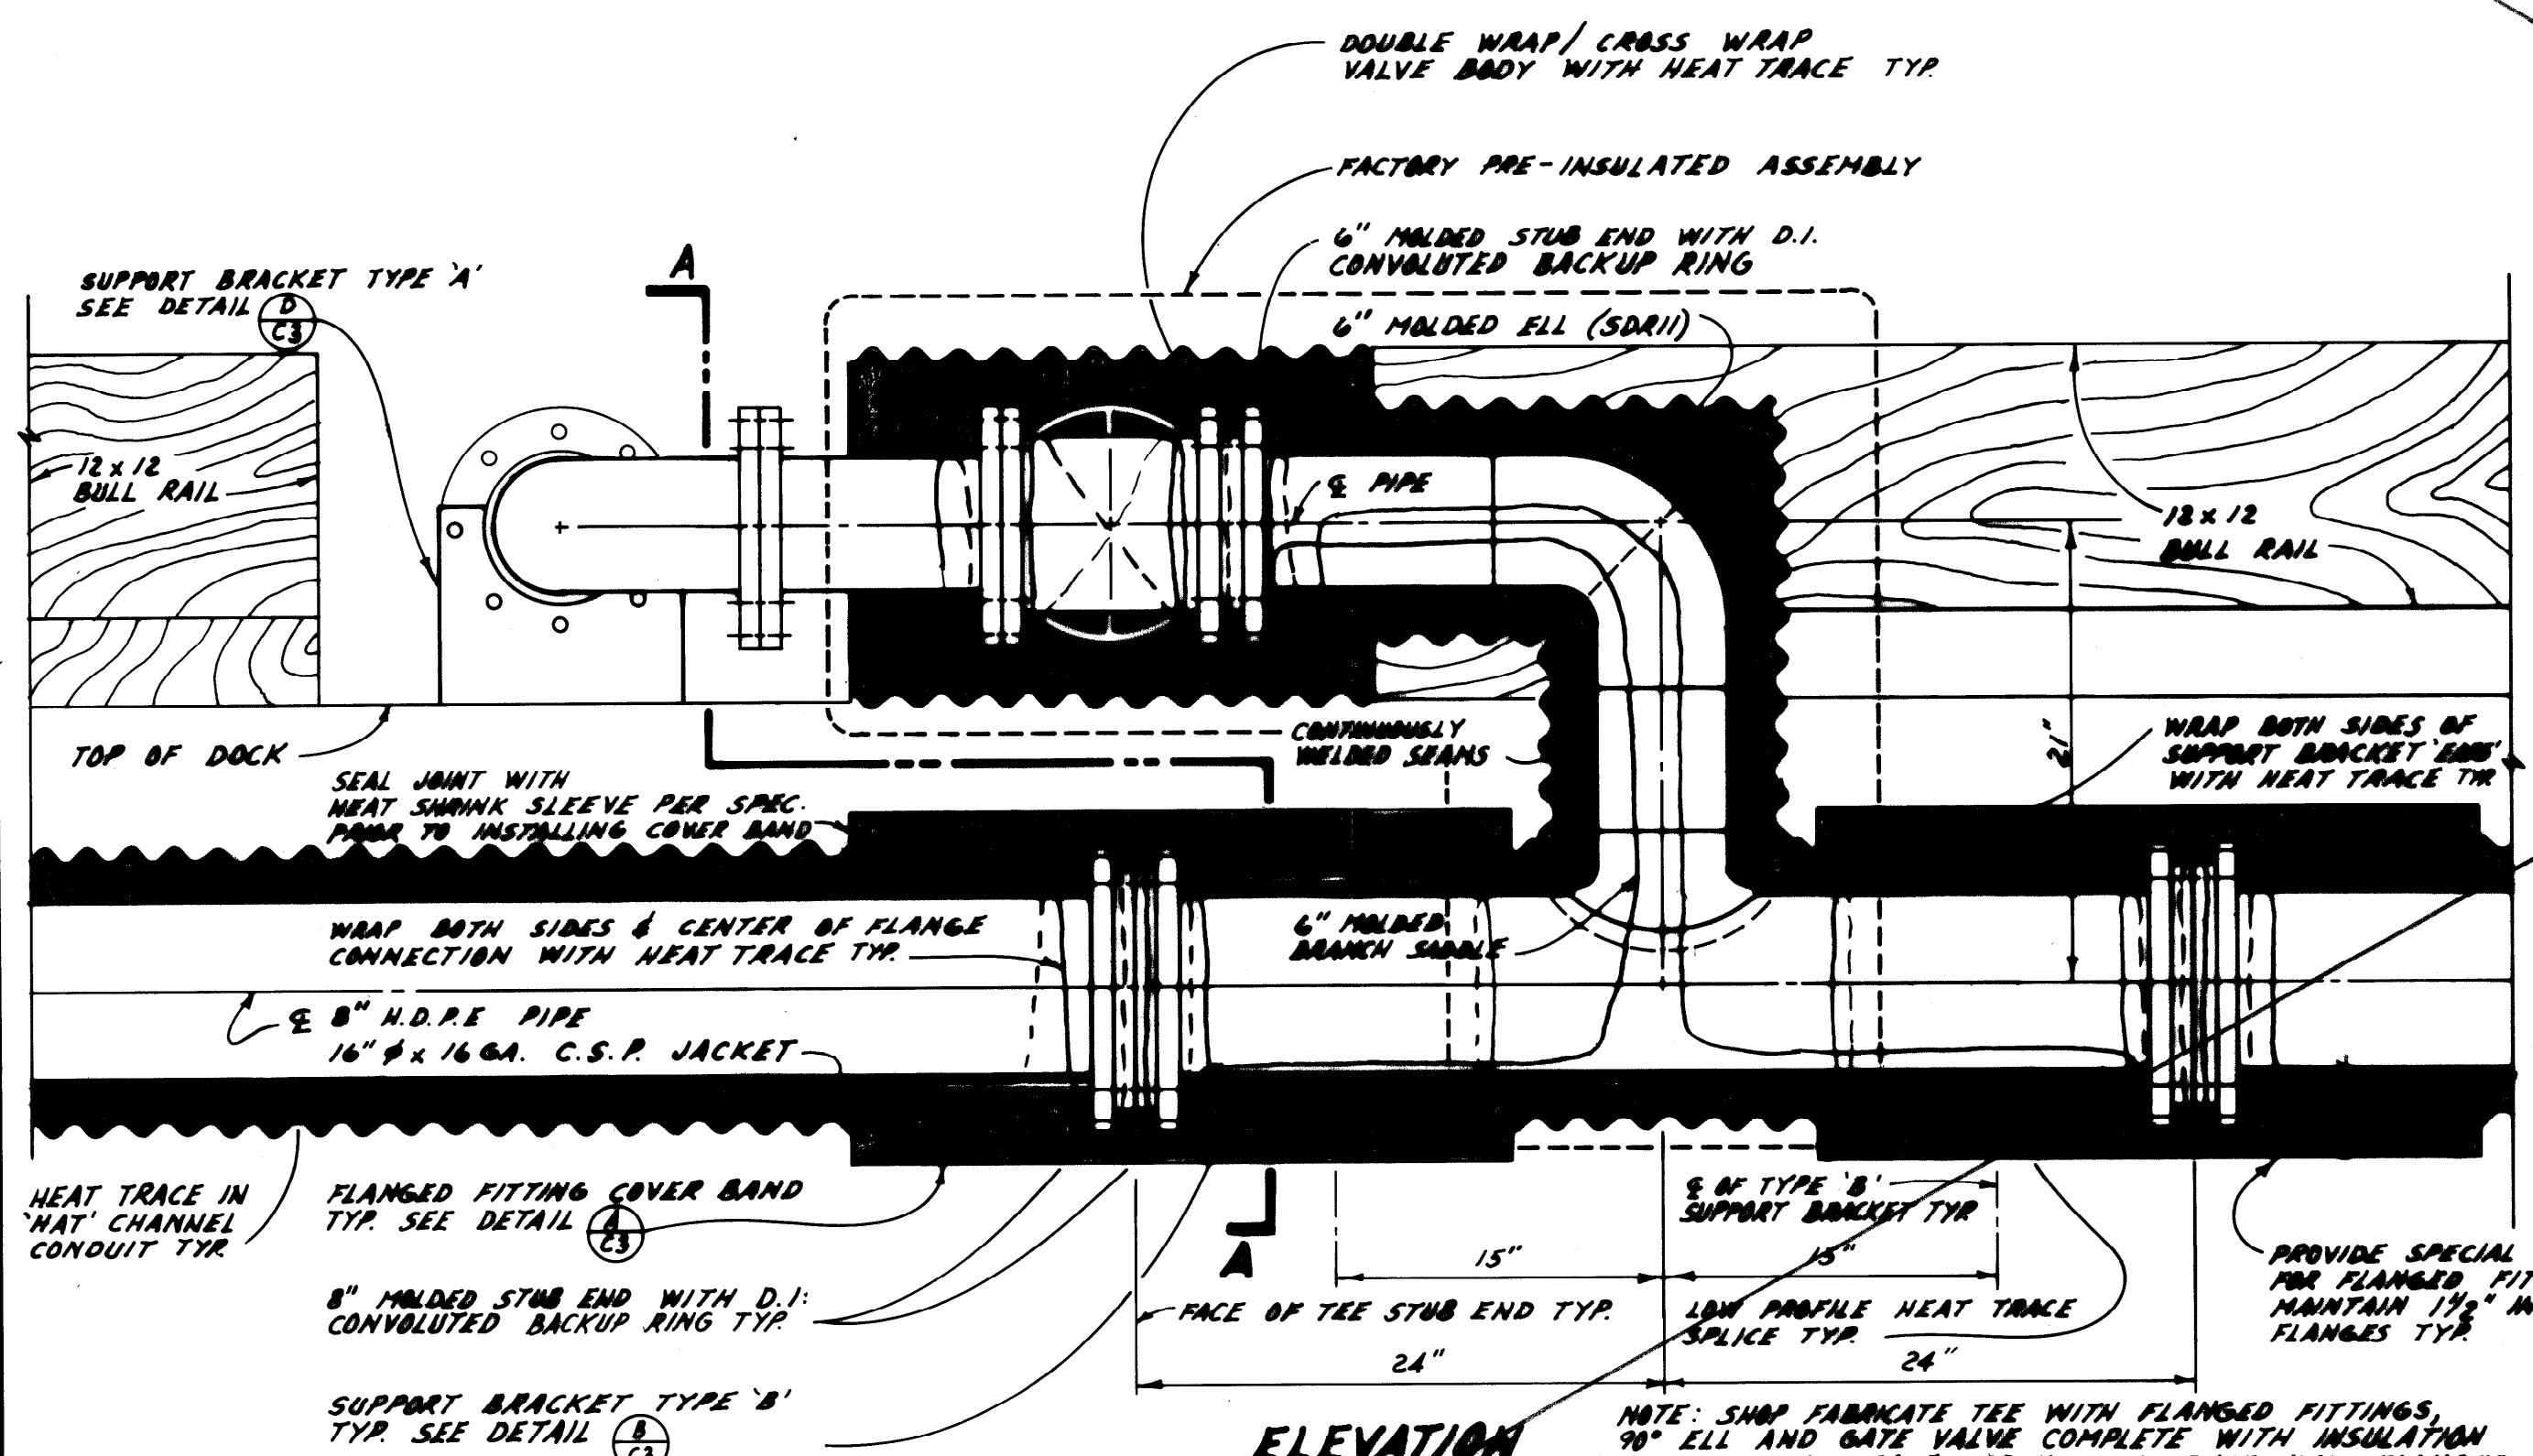 DOUBLE WRAP/CROSS WRAP
VALVE BODY WITH HEAT TRACE TYP.
FACTORY PRE-INSULATED ASSEMBLY
6" MOLDED STUB END WITH D.I.
CONVOLUTED BACKUP RING
6" MOLDED ELL (SDR11)
A
SUPPORT BRACKET TYPE 'A'
SEE DETAIL D
C3
12 x 12
BULL RAIL
℄ PIPE
12 x 12
BULL RAIL
TOP OF DOCK
CONTINUOUSLY
WELDED SEAMS
21"
WRAP BOTH SIDES OF
SUPPORT BRACKET 'EARS'
WITH HEAT TRACE TYP.
SEAL JOINT WITH
HEAT SHRINK SLEEVE PER SPEC.
PRIOR TO INSTALLING COVER BAND
WRAP BOTH SIDES & CENTER OF FLANGE
CONNECTION WITH HEAT TRACE TYP.
6" MOLDED
BRANCH SADDLE
℄ 8" H.D.P.E PIPE
16" ⌀ x 16 GA. C.S.P. JACKET
HEAT TRACE IN
'HAT' CHANNEL
CONDUIT TYP.
FLANGED FITTING COVER BAND
TYP. SEE DETAIL A
C3
A
℄ OF TYPE 'B'
SUPPORT BRACKET TYP.
15"
15"
8" MOLDED STUB END WITH D.I.
CONVOLUTED BACKUP RING TYP.
FACE OF TEE STUB END TYP.
LOW PROFILE HEAT TRACE
SPLICE TYP.
PROVIDE SPECIAL
FOR FLANGED
MAINTAIN 1 1/2"
FLANGES TYP.
24"
24"
SUPPORT BRACKET TYPE 'B'
TYP. SEE DETAIL B
C3
ELEVATION
NOTE: SHOP FABRICATE TEE WITH FLANGED FITTINGS,
90° ELL AND GATE VALVE COMPLETE WITH INSULATION